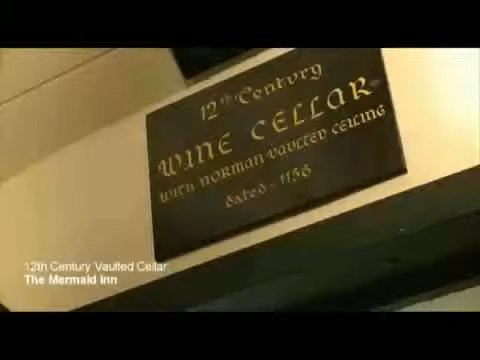 12th Century
WINE CELLAR
WITH NORMAN VAULTED CEILING
dated - 1156
12th Century Vaulted Cellar
The Mermaid Inn